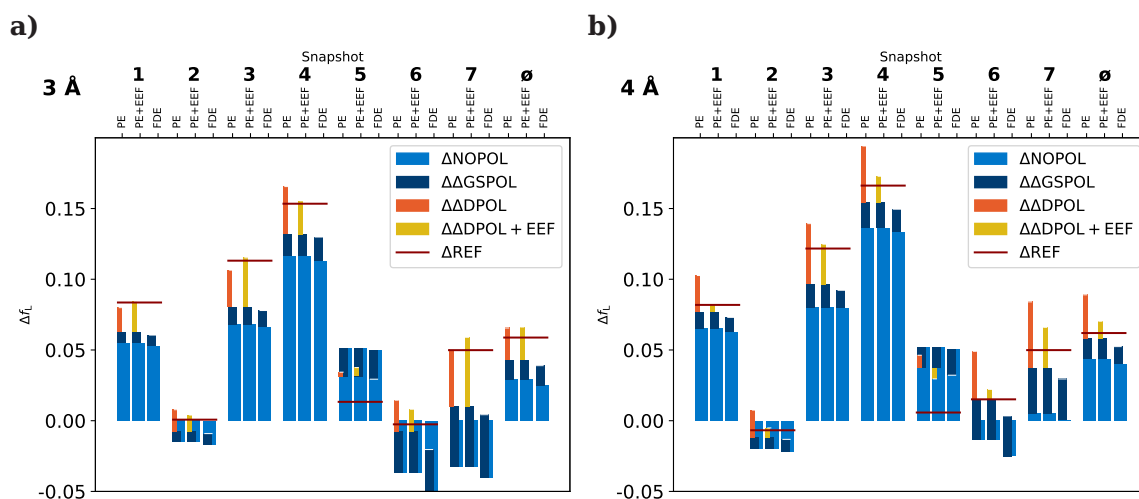 a)
Snapshot
3 Å
1 2 3 4 5 6 7 ø
PE PE+EEF FDE PE PE+EEF FDE PE PE+EEF FDE PE PE+EEF FDE PE PE+EEF FDE PE PE+EEF FDE PE PE+EEF FDE PE PE+EEF FDE
ΔNOPOL
ΔΔGSPOL
ΔΔDPOL
ΔΔDPOL + EEF
ΔREF
0.15
0.10
0.05
0.00
-0.05
Δf_L
b)
Snapshot
4 Å
1 2 3 4 5 6 7 ø
PE PE+EEF FDE PE PE+EEF FDE PE PE+EEF FDE PE PE+EEF FDE PE PE+EEF FDE PE PE+EEF FDE PE PE+EEF FDE PE PE+EEF FDE
ΔNOPOL
ΔΔGSPOL
ΔΔDPOL
ΔΔDPOL + EEF
ΔREF
0.15
0.10
0.05
0.00
-0.05
Δf_L